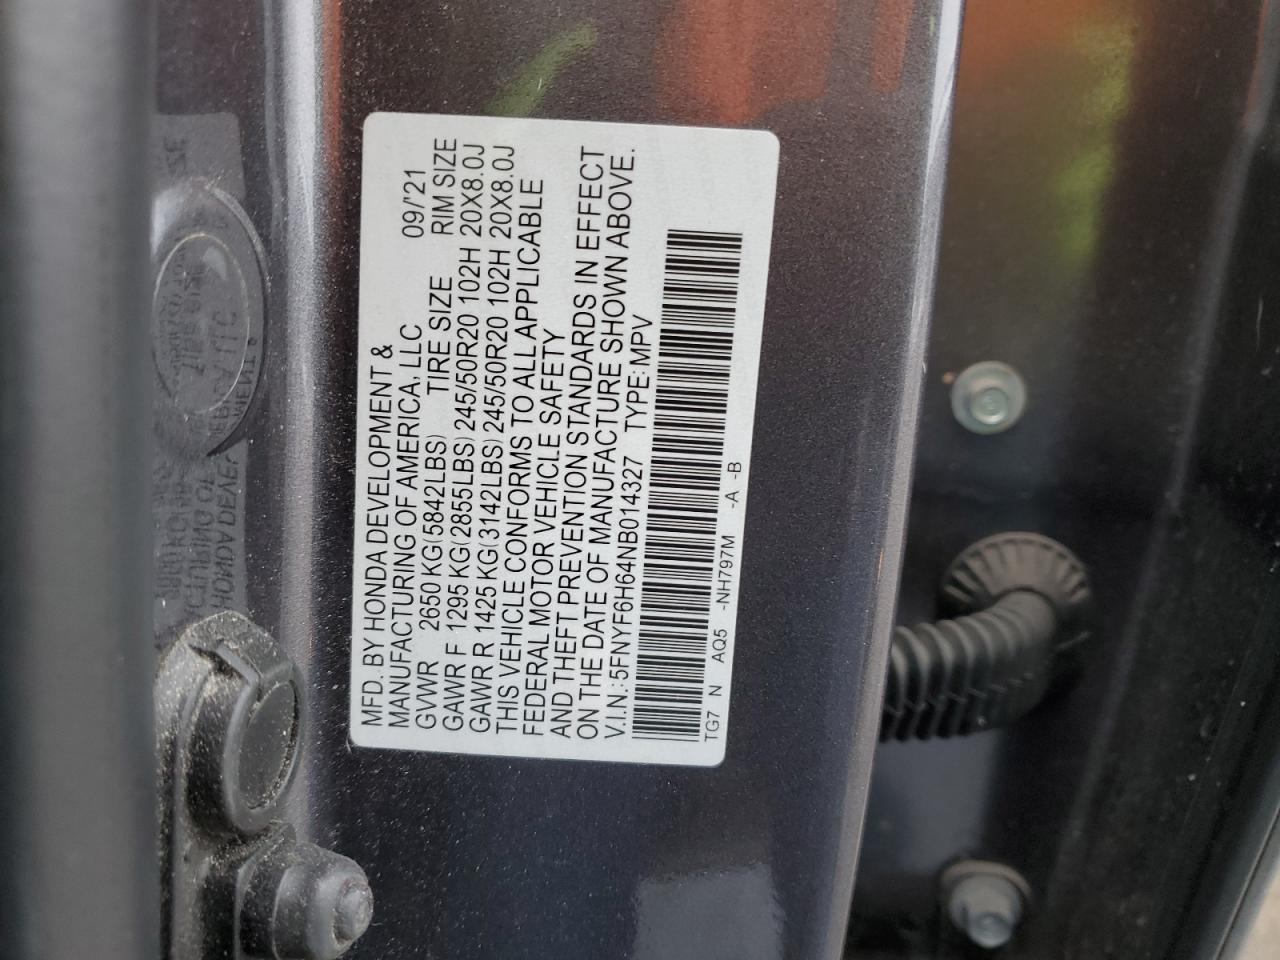 MFD. BY HONDA DEVELOPMENT &
MANUFACTURING OF AMERICA, LLC 09/'21
GVWR 2650 KG(5842LBS) TIRE SIZE RIM SIZE
GAWR F 1295 KG(2855LBS) 245/50R20 102H 20X8.0J
GAWR R 1425 KG(3142LBS) 245/50R20 102H 20X8.0J
THIS VEHICLE CONFORMS TO ALL APPLICABLE
FEDERAL MOTOR VEHICLE SAFETY
AND THEFT PREVENTION STANDARDS IN EFFECT
ON THE DATE OF MANUFACTURE SHOWN ABOVE.
V.I.N.:5FNYF6H64NB014327 TYPE:MPV
TG7 N AQ5 -NH797M -A -B